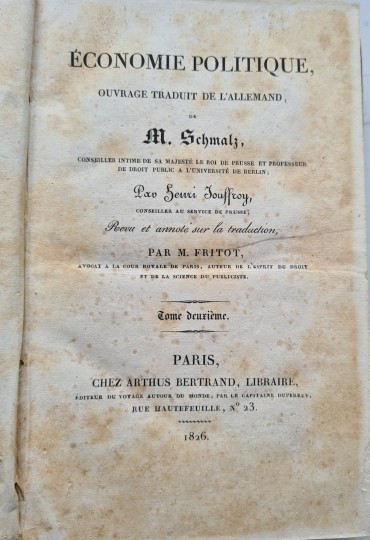 ÉCONOMIE POLITIQUE,
OUVRAGE TRADUIT DE L'ALLEMAND,
DE
M. Schmalz,
CONSEILLER INTIME DE SA MAJESTÉ LE ROI DE PRUSSE ET PROFESSEUR
DE DROIT PUBLIC A L'UNIVERSITÉ DE BERLIN;
Par Henri Jouffroy,
CONSEILLER AU SERVICE DE PRUSSE;
Revu et annoté sur la traduction,
PAR M. FRITOT,
AVOCAT A LA COUR ROYALE DE PARIS, AUTEUR DE L'ESPRIT DU DROIT
ET DE LA SCIENCE DU PUBLICISTE.
Tome deuxième.
PARIS,
CHEZ ARTHUS BERTRAND, LIBRAIRE,
ÉDITEUR DU VOYAGE AUTOUR DU MONDE, PAR LE CAPITAINE DUPERREY,
RUE HAUTEFEUILLE, Nº 23.
1826.